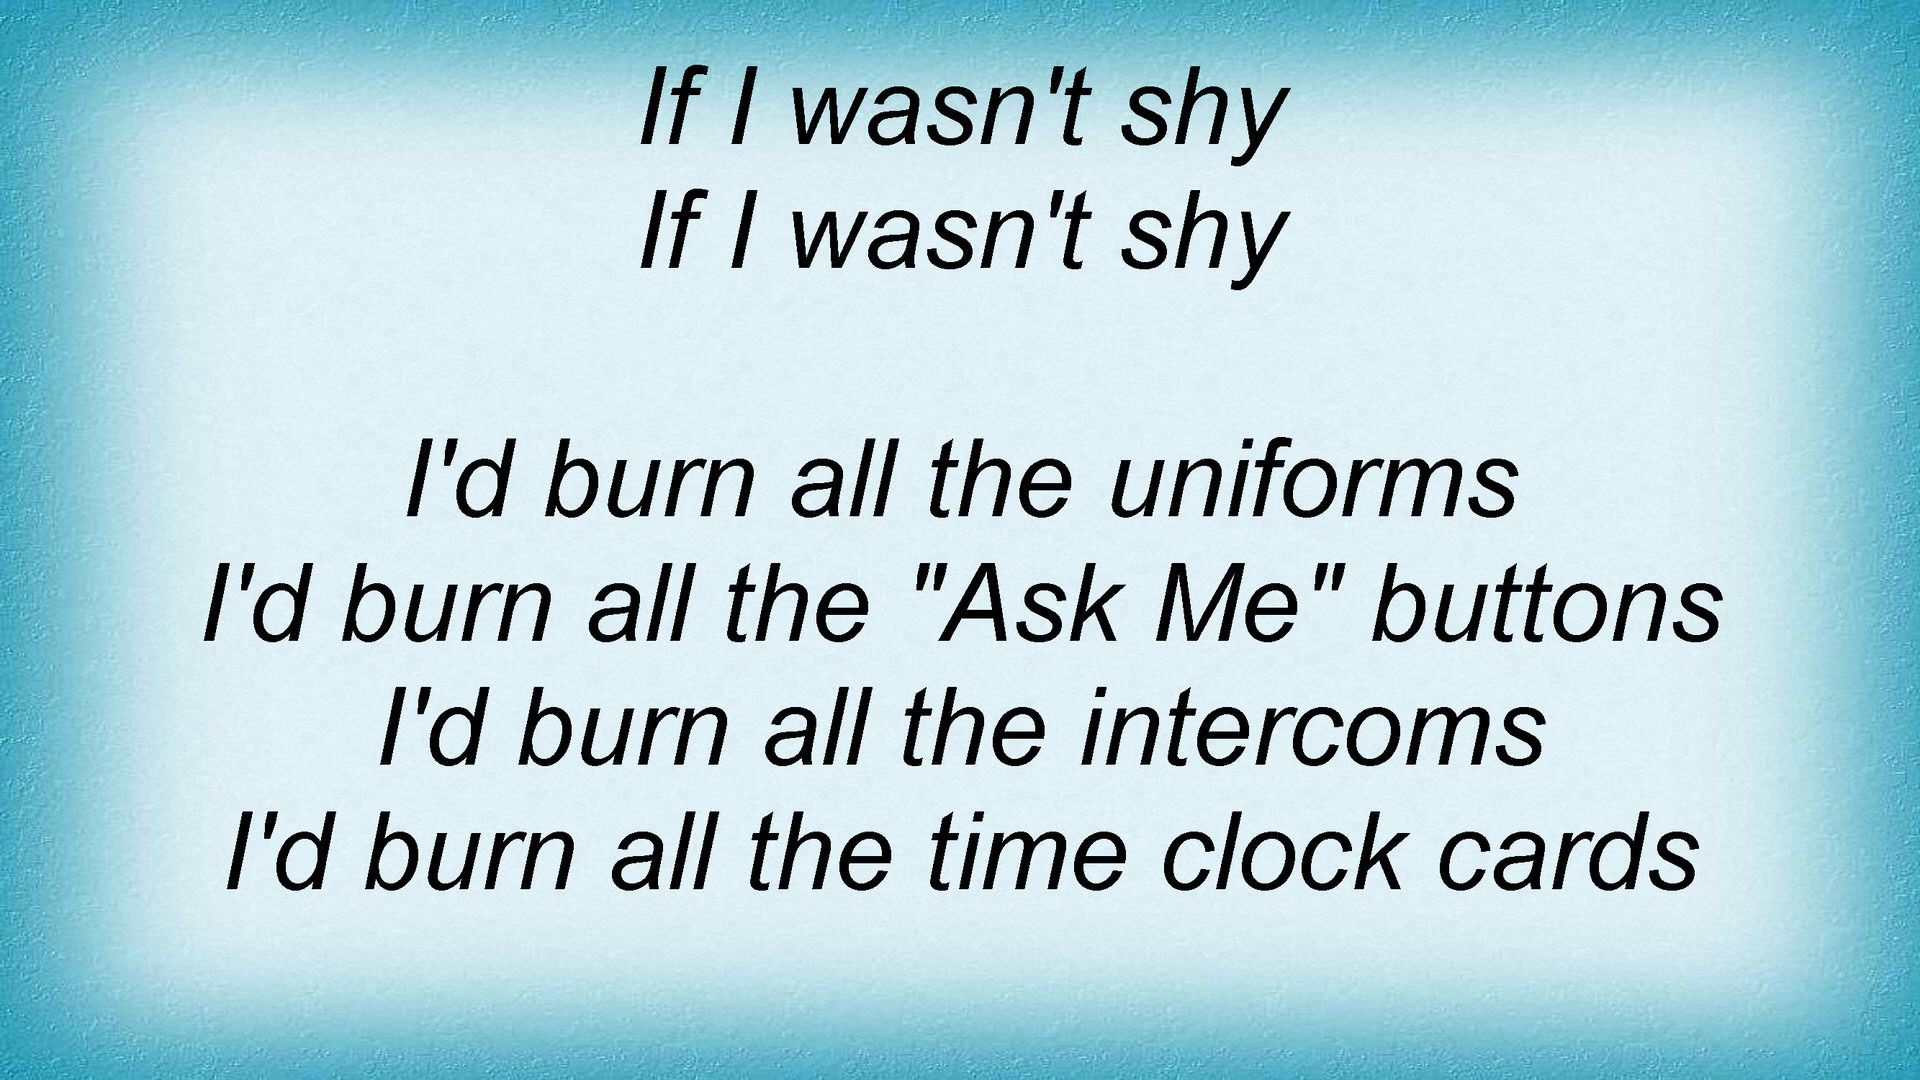 If I wasn't shy
If I wasn't shy
I'd burn all the uniforms
I'd burn all the "Ask Me" buttons
I'd burn all the intercoms
I'd burn all the time clock cards